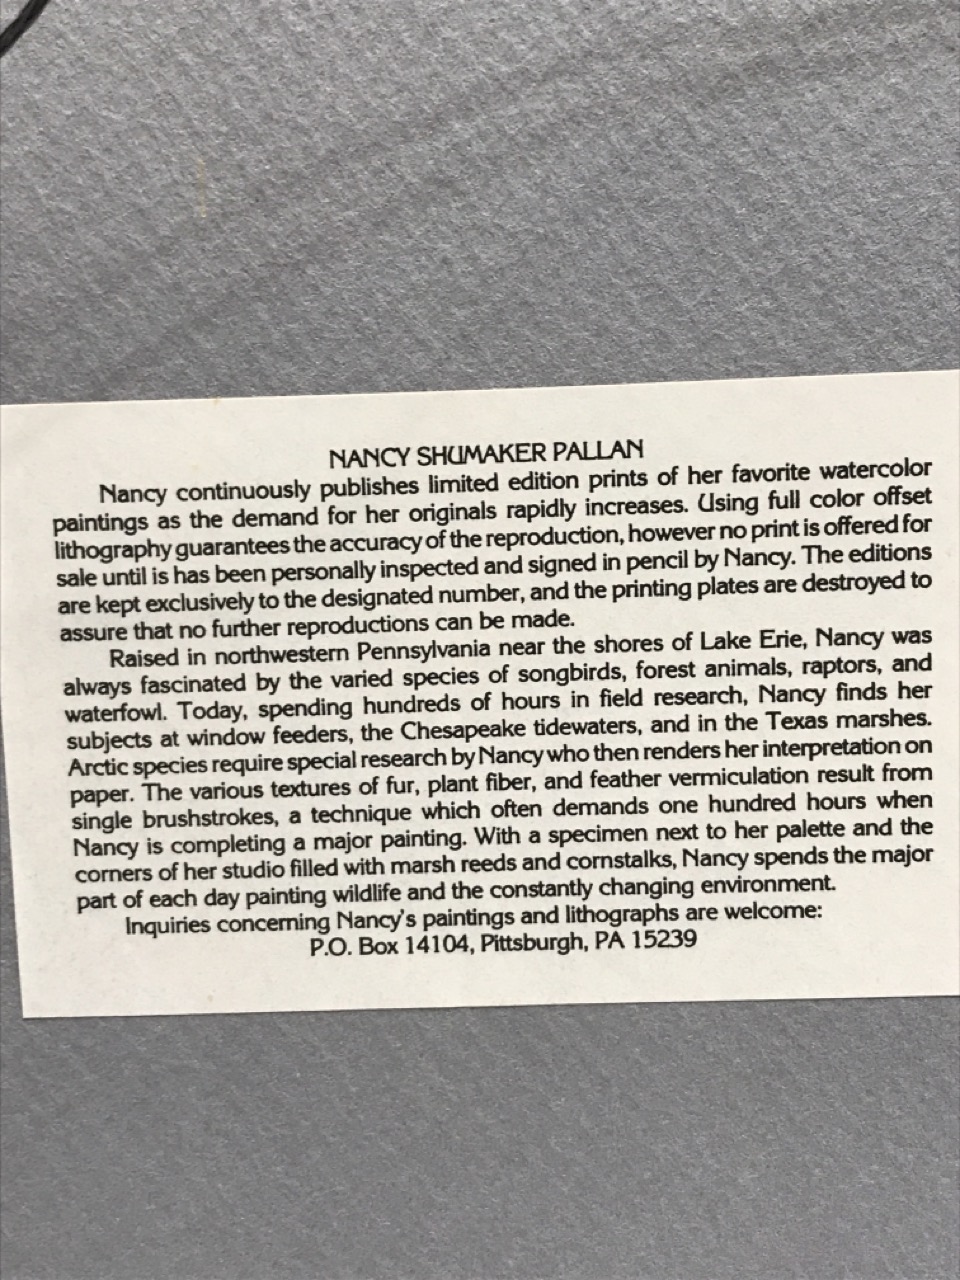 NANCY SHUMAKER PALLAN
Nancy continuously publishes limited edition prints of her favorite watercolor
paintings as the demand for her originals rapidly increases. Using full color offset
lithography guarantees the accuracy of the reproduction, however no print is offered for
sale until is has been personally inspected and signed in pencil by Nancy. The editions
are kept exclusively to the designated number, and the printing plates are destroyed to
assure that no further reproductions can be made.
Raised in northwestern Pennsylvania near the shores of Lake Erie, Nancy was
always fascinated by the varied species of songbirds, forest animals, raptors, and
waterfowl. Today, spending hundreds of hours in field research, Nancy finds her
subjects at window feeders, the Chesapeake tidewaters, and in the Texas marshes.
Arctic species require special research by Nancy who then renders her interpretation on
paper. The various textures of fur, plant fiber, and feather vermiculation result from
single brushstrokes, a technique which often demands one hundred hours when
Nancy is completing a major painting. With a specimen next to her palette and the
corners of her studio filled with marsh reeds and cornstalks, Nancy spends the major
part of each day painting wildlife and the constantly changing environment.
Inquiries concerning Nancy's paintings and lithographs are welcome:
P.O. Box 14104, Pittsburgh, PA 15239